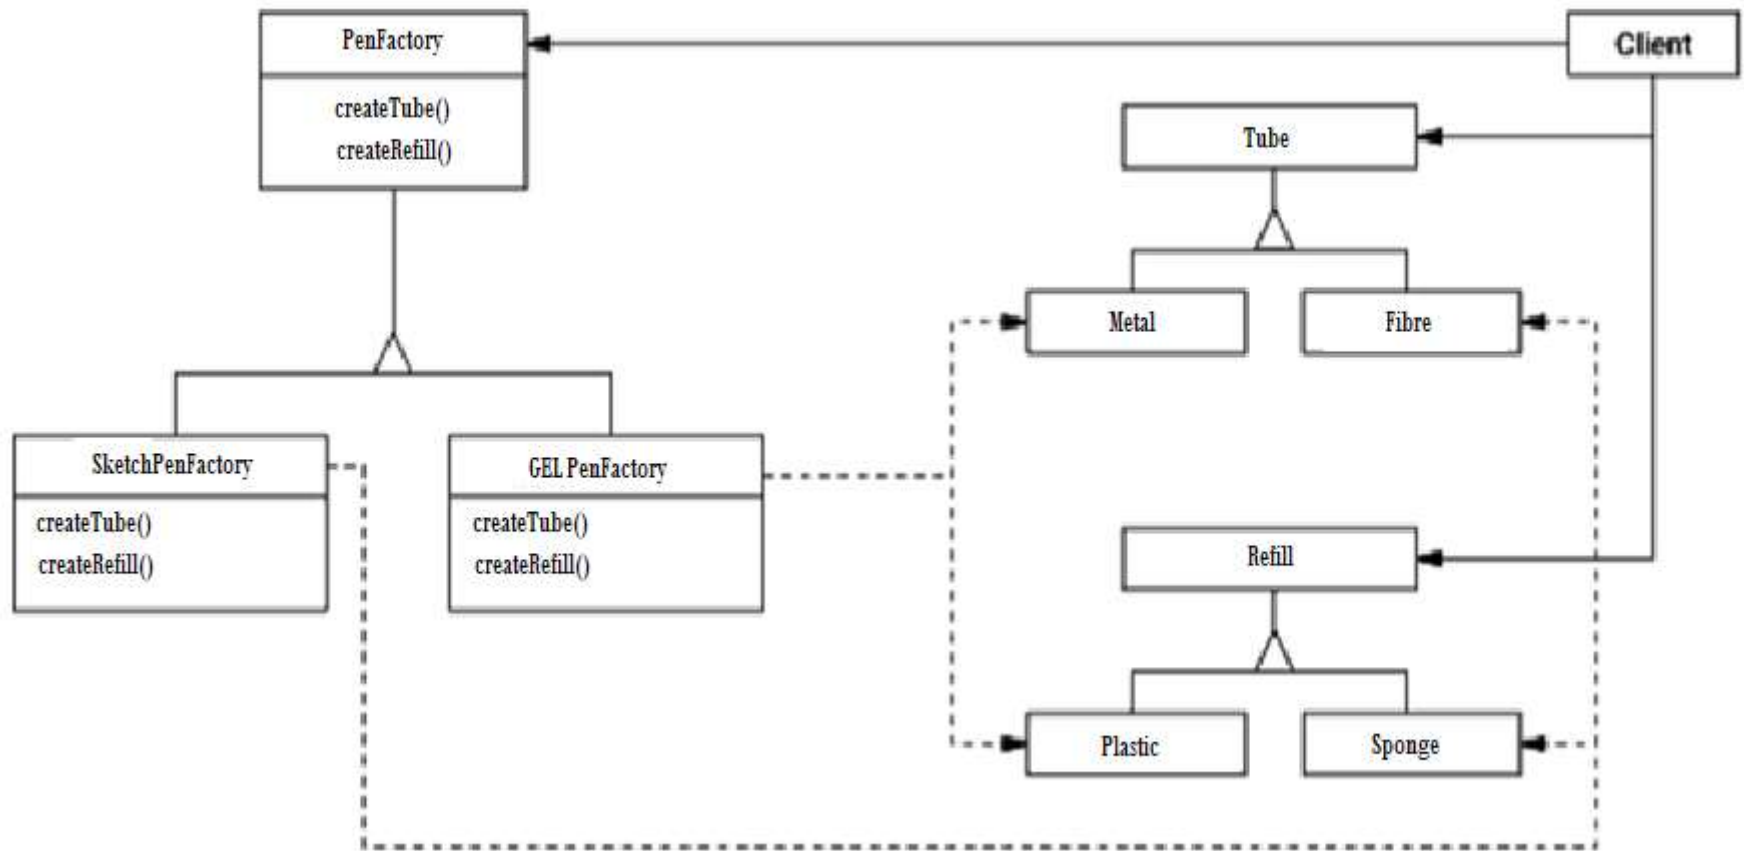 PenFactory
createTube()
createRefill()
Client
Tube
Metal
Fibre
SketchPenFactory
createTube()
createRefill()
GEL PenFactory
createTube()
createRefill()
Refill
Plastic
Sponge